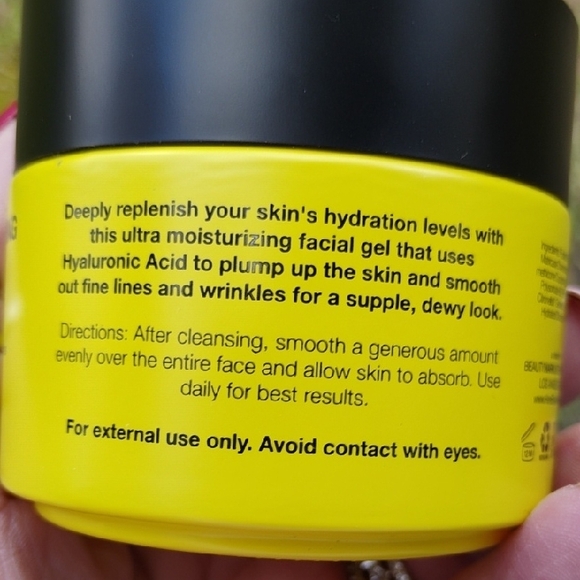 Deeply replenish your skin's hydration levels with
this ultra moisturizing facial gel that uses
Hyaluronic Acid to plump up the skin and smooth
out fine lines and wrinkles for a supple, dewy look.
Directions: After cleansing, smooth a generous amount
evenly over the entire face and allow skin to absorb. Use
daily for best results.
For external use only. Avoid contact with eyes.